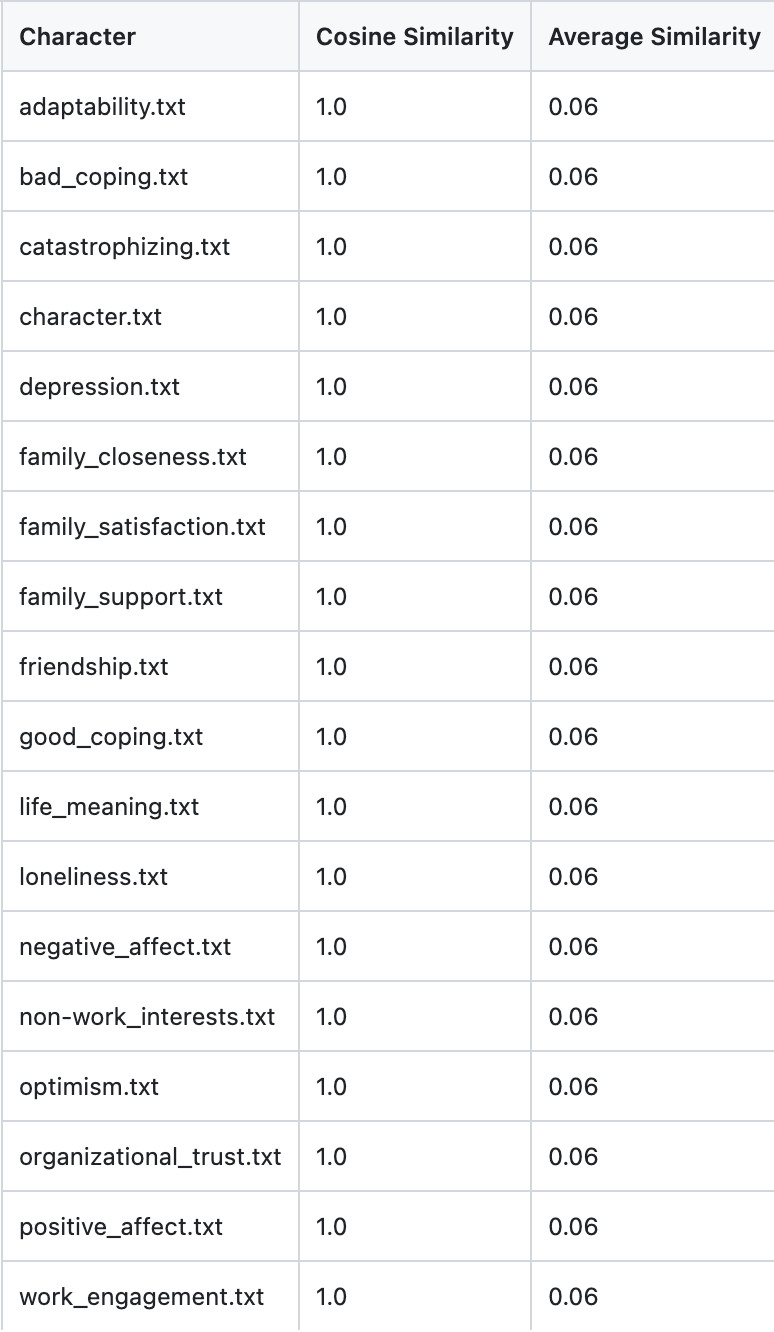 Character Cosine Similarity Average Similarity
adaptability.txt 1.0 0.06
bad_coping.txt 1.0 0.06
catastrophizing.txt 1.0 0.06
character.txt 1.0 0.06
depression.txt 1.0 0.06
family_closeness.txt 1.0 0.06
family_satisfaction.txt 1.0 0.06
family_support.txt 1.0 0.06
friendship.txt 1.0 0.06
good_coping.txt 1.0 0.06
life_meaning.txt 1.0 0.06
loneliness.txt 1.0 0.06
negative_affect.txt 1.0 0.06
non-work_interests.txt 1.0 0.06
optimism.txt 1.0 0.06
organizational_trust.txt 1.0 0.06
positive_affect.txt 1.0 0.06
work_engagement.txt 1.0 0.06